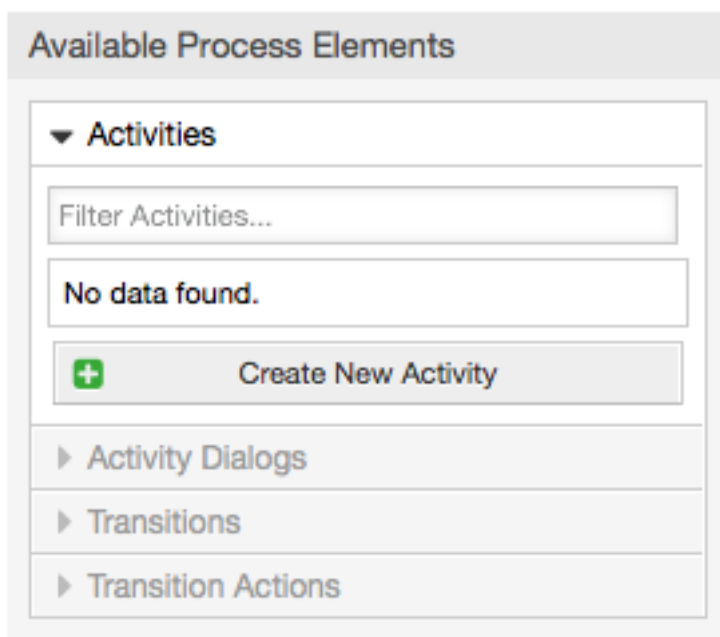 Available Process Elements
Activities
Filter Activities...
No data found.
Create New Activity
Activity Dialogs
Transitions
Transition Actions